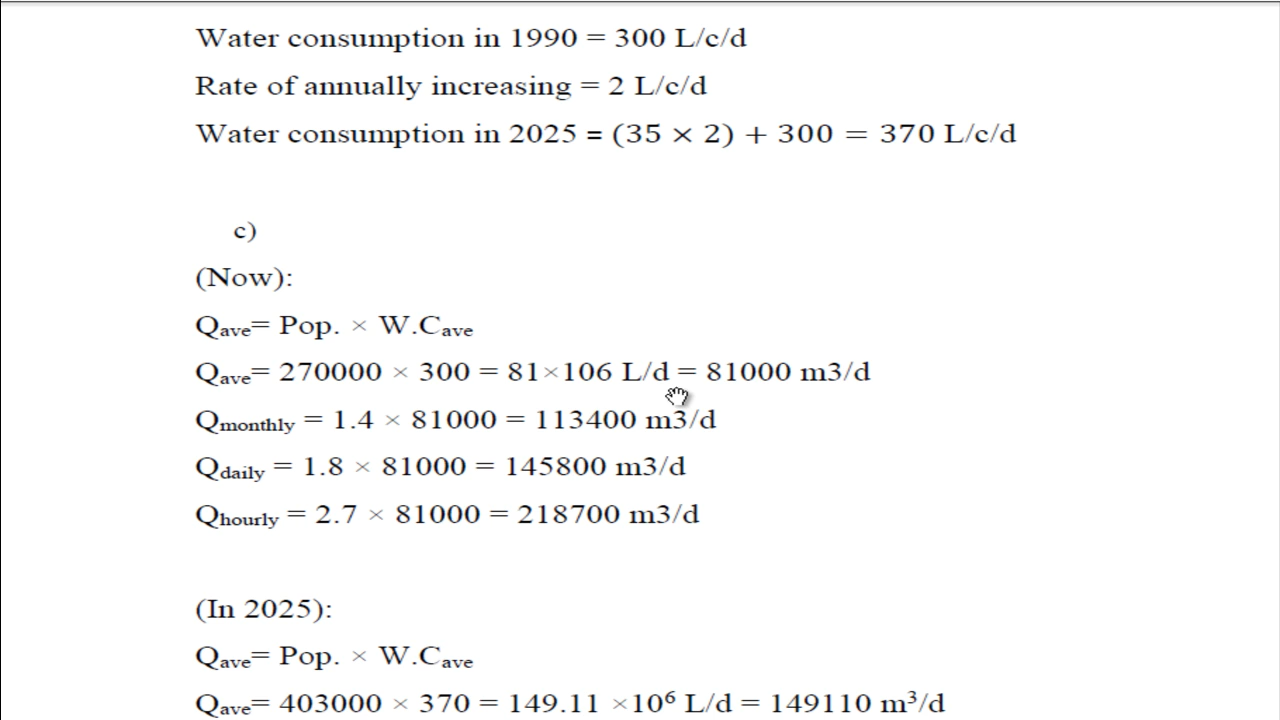 Water consumption in 1990 = 300 L/c/d
Rate of annually increasing = 2 L/c/d
Water consumption in 2025 = (35 × 2) + 300 = 370 L/c/d
c)
(Now):
Qave= Pop. × W.Cave
Qave= 270000 × 300 = 81×106 L/d = 81000 m3/d
Qmonthly = 1.4 × 81000 = 113400 m3/d
Qdaily = 1.8 × 81000 = 145800 m3/d
Qhourly = 2.7 × 81000 = 218700 m3/d
(In 2025):
Qave= Pop. × W.Cave
Qave= 403000 × 370 = 149.11 ×10⁶ L/d = 149110 m³/d